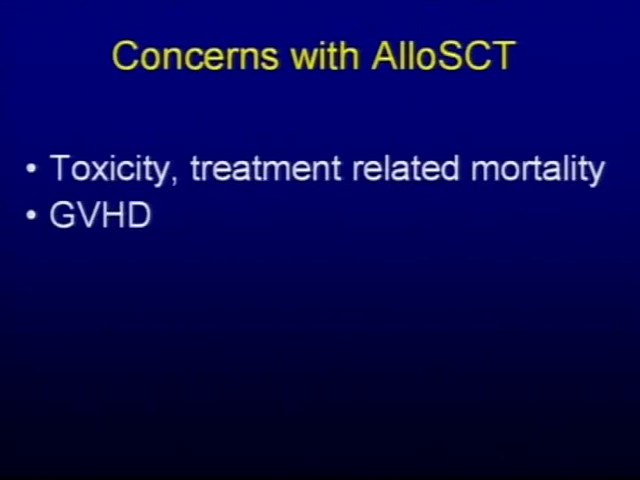 Concerns with AlloSCT
• Toxicity, treatment related mortality
• GVHD